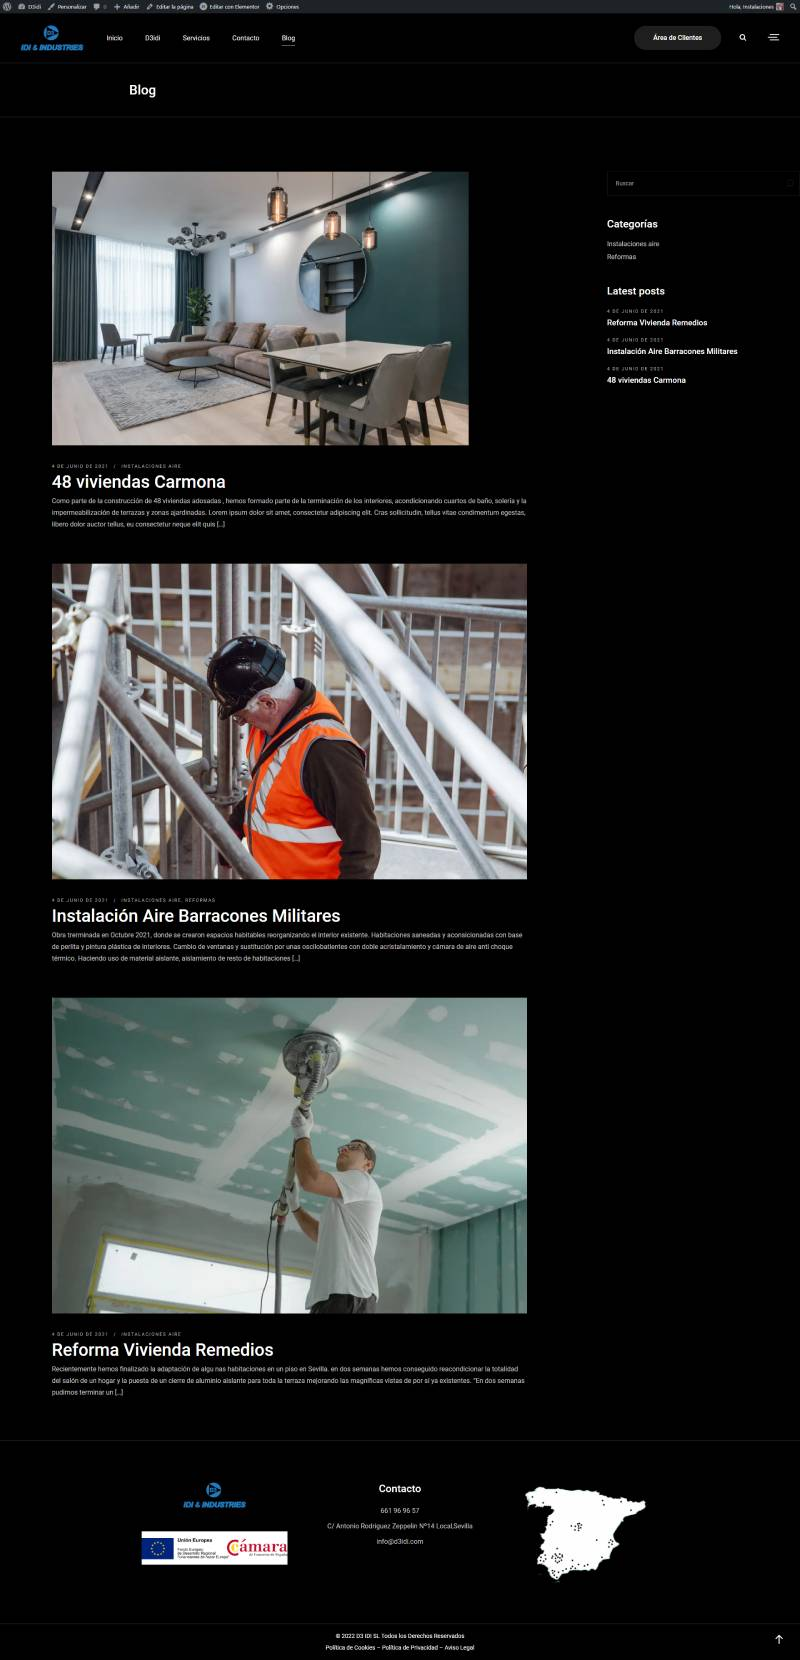 D3idi Personalizar 0 Añadir Editar la página Editar con Elementor Opciones Hola, Instalaciones
IDI & INDUSTRIES
Inicio D3idi Servicios Contacto Blog Área de Clientes
Blog
Buscar
Categorías
Instalaciones aire
Reformas
Latest posts
4 DE JUNIO DE 2021
Reforma Vivienda Remedios
4 DE JUNIO DE 2021
Instalación Aire Barracones Militares
4 DE JUNIO DE 2021
48 viviendas Carmona
4 DE JUNIO DE 2021 / INSTALACIONES AIRE
48 viviendas Carmona
Como parte de la construcción de 48 viviendas adosadas , hemos formado parte de la terminación de los interiores, acondicionando cuartos de baño, solería y la
impermeabilización de terrazas y zonas ajardinadas. Lorem ipsum dolor sit amet, consectetur adipiscing elit. Cras sollicitudin, tellus vitae condimentum egestas,
libero dolor auctor tellus, eu consectetur neque elit quis [...]
4 DE JUNIO DE 2021 / INSTALACIONES AIRE, REFORMAS
Instalación Aire Barracones Militares
Obra trerminada en Octubre 2021, donde se crearon espacios habitables reorganizando el interior existente. Habitaciones saneadas y aconsicionadas con base
de perlita y pintura plástica de interiores. Cambio de ventanas y sustitución por unas oscilobatientes con doble acristalamiento y cámara de aire anti choque
térmico. Haciendo uso de material aislante, aislamiento de resto de habitaciones [...]
4 DE JUNIO DE 2021 / INSTALACIONES AIRE
Reforma Vivienda Remedios
Recientemente hemos finalizado la adaptación de algu nas habitaciones en un piso en Sevilla. en dos semanas hemos conseguido reacondicionar la totalidad
del salón de un hogar y la puesta de un cierre de aluminio aislante para toda la terraza mejorando las magníficas vistas de por si ya existentes. "En dos semanas
pudimos terminar un [...]
IDI & INDUSTRIES
Unión Europea
Fondo Europeo
de Desarrollo Regional
"Una manera de hacer Europa"
Cámara
Contacto
661 96 96 57
C/ Antonio Rodríguez Zeppelin Nº14 Local,Sevilla
info@d3idi.com
© 2022 D3 IDI SL Todos los Derechos Reservados
Política de Cookies – Política de Privacidad – Aviso Legal